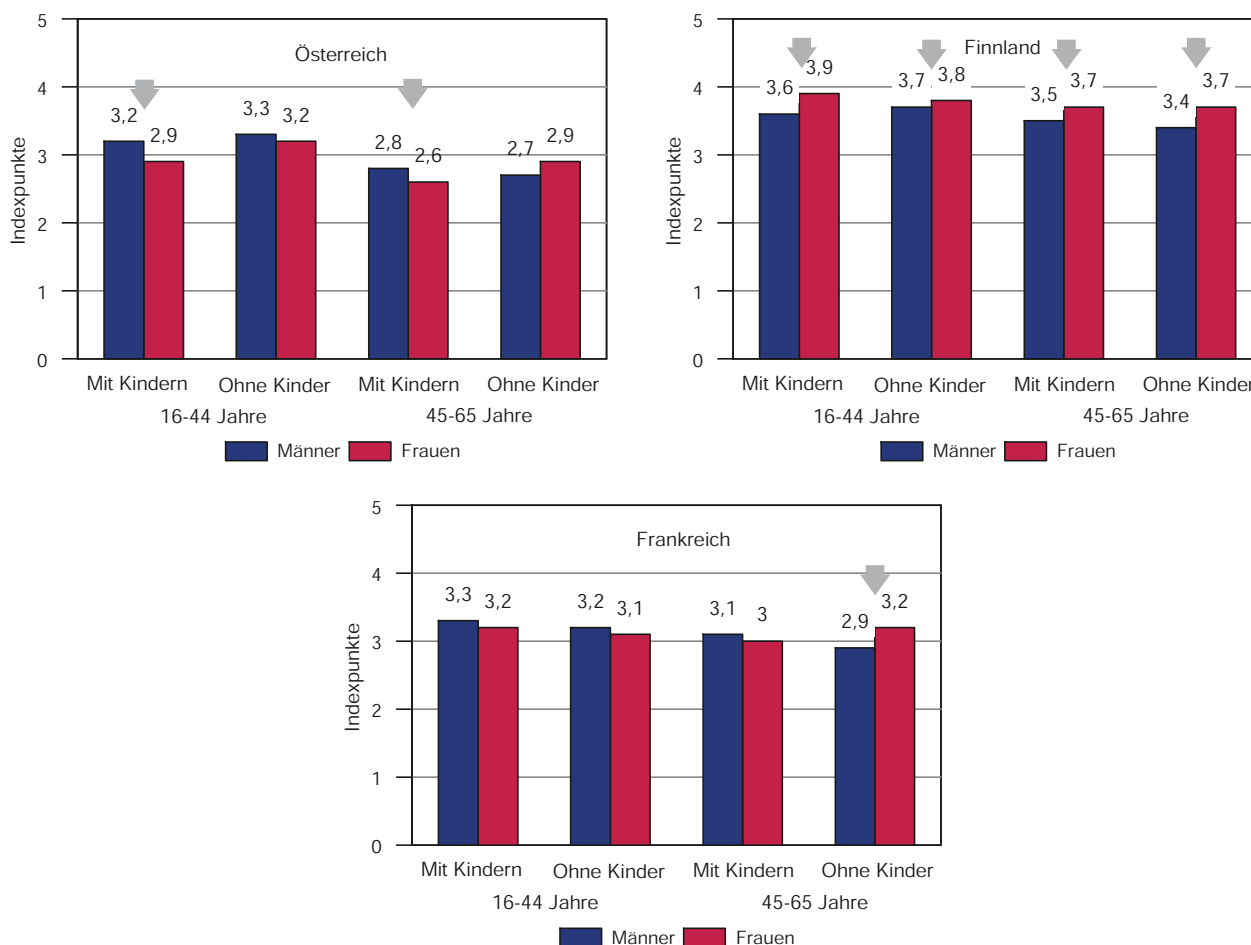 Österreich
5
4
3
2
1
0
Indexpunkte
3,2 2,9 3,3 3,2 2,8 2,6 2,7 2,9
Mit Kindern Ohne Kinder Mit Kindern Ohne Kinder
16-44 Jahre 45-65 Jahre
Männer Frauen
Finnland
5
4
3
2
1
0
Indexpunkte
3,6 3,9 3,7 3,8 3,5 3,7 3,4 3,7
Mit Kindern Ohne Kinder Mit Kindern Ohne Kinder
16-44 Jahre 45-65 Jahre
Männer Frauen
Frankreich
5
4
3
2
1
0
Indexpunkte
3,3 3,2 3,2 3,1 3,1 3 2,9 3,2
Mit Kindern Ohne Kinder Mit Kindern Ohne Kinder
16-44 Jahre 45-65 Jahre
Männer Frauen